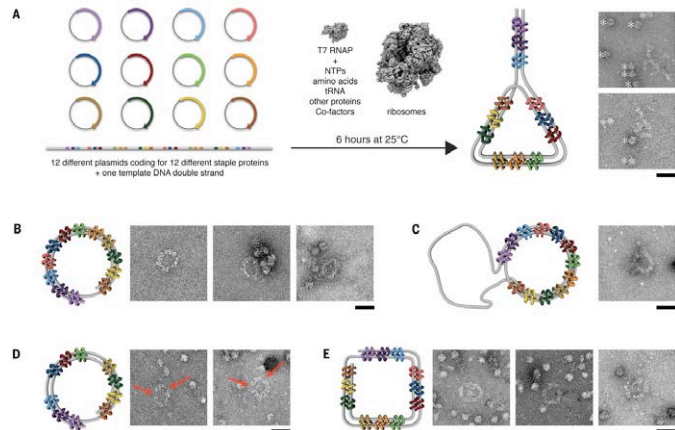 A
T7 RNAP
+
NTPs
amino acids
tRNA
other proteins
Co-factors
ribosomes
6 hours at 25°C
12 different plasmids coding for 12 different staple proteins
+ one template DNA double strand
B
C
D
E